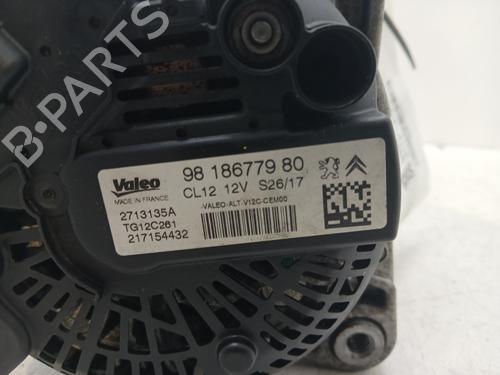 B-PARTS
Valeo
MADE IN FRANCE
98 186779 80
CL12 12V S26/17
2713135A
TG12C281
217154432
-VALEO-ALT-V12C-CEM00